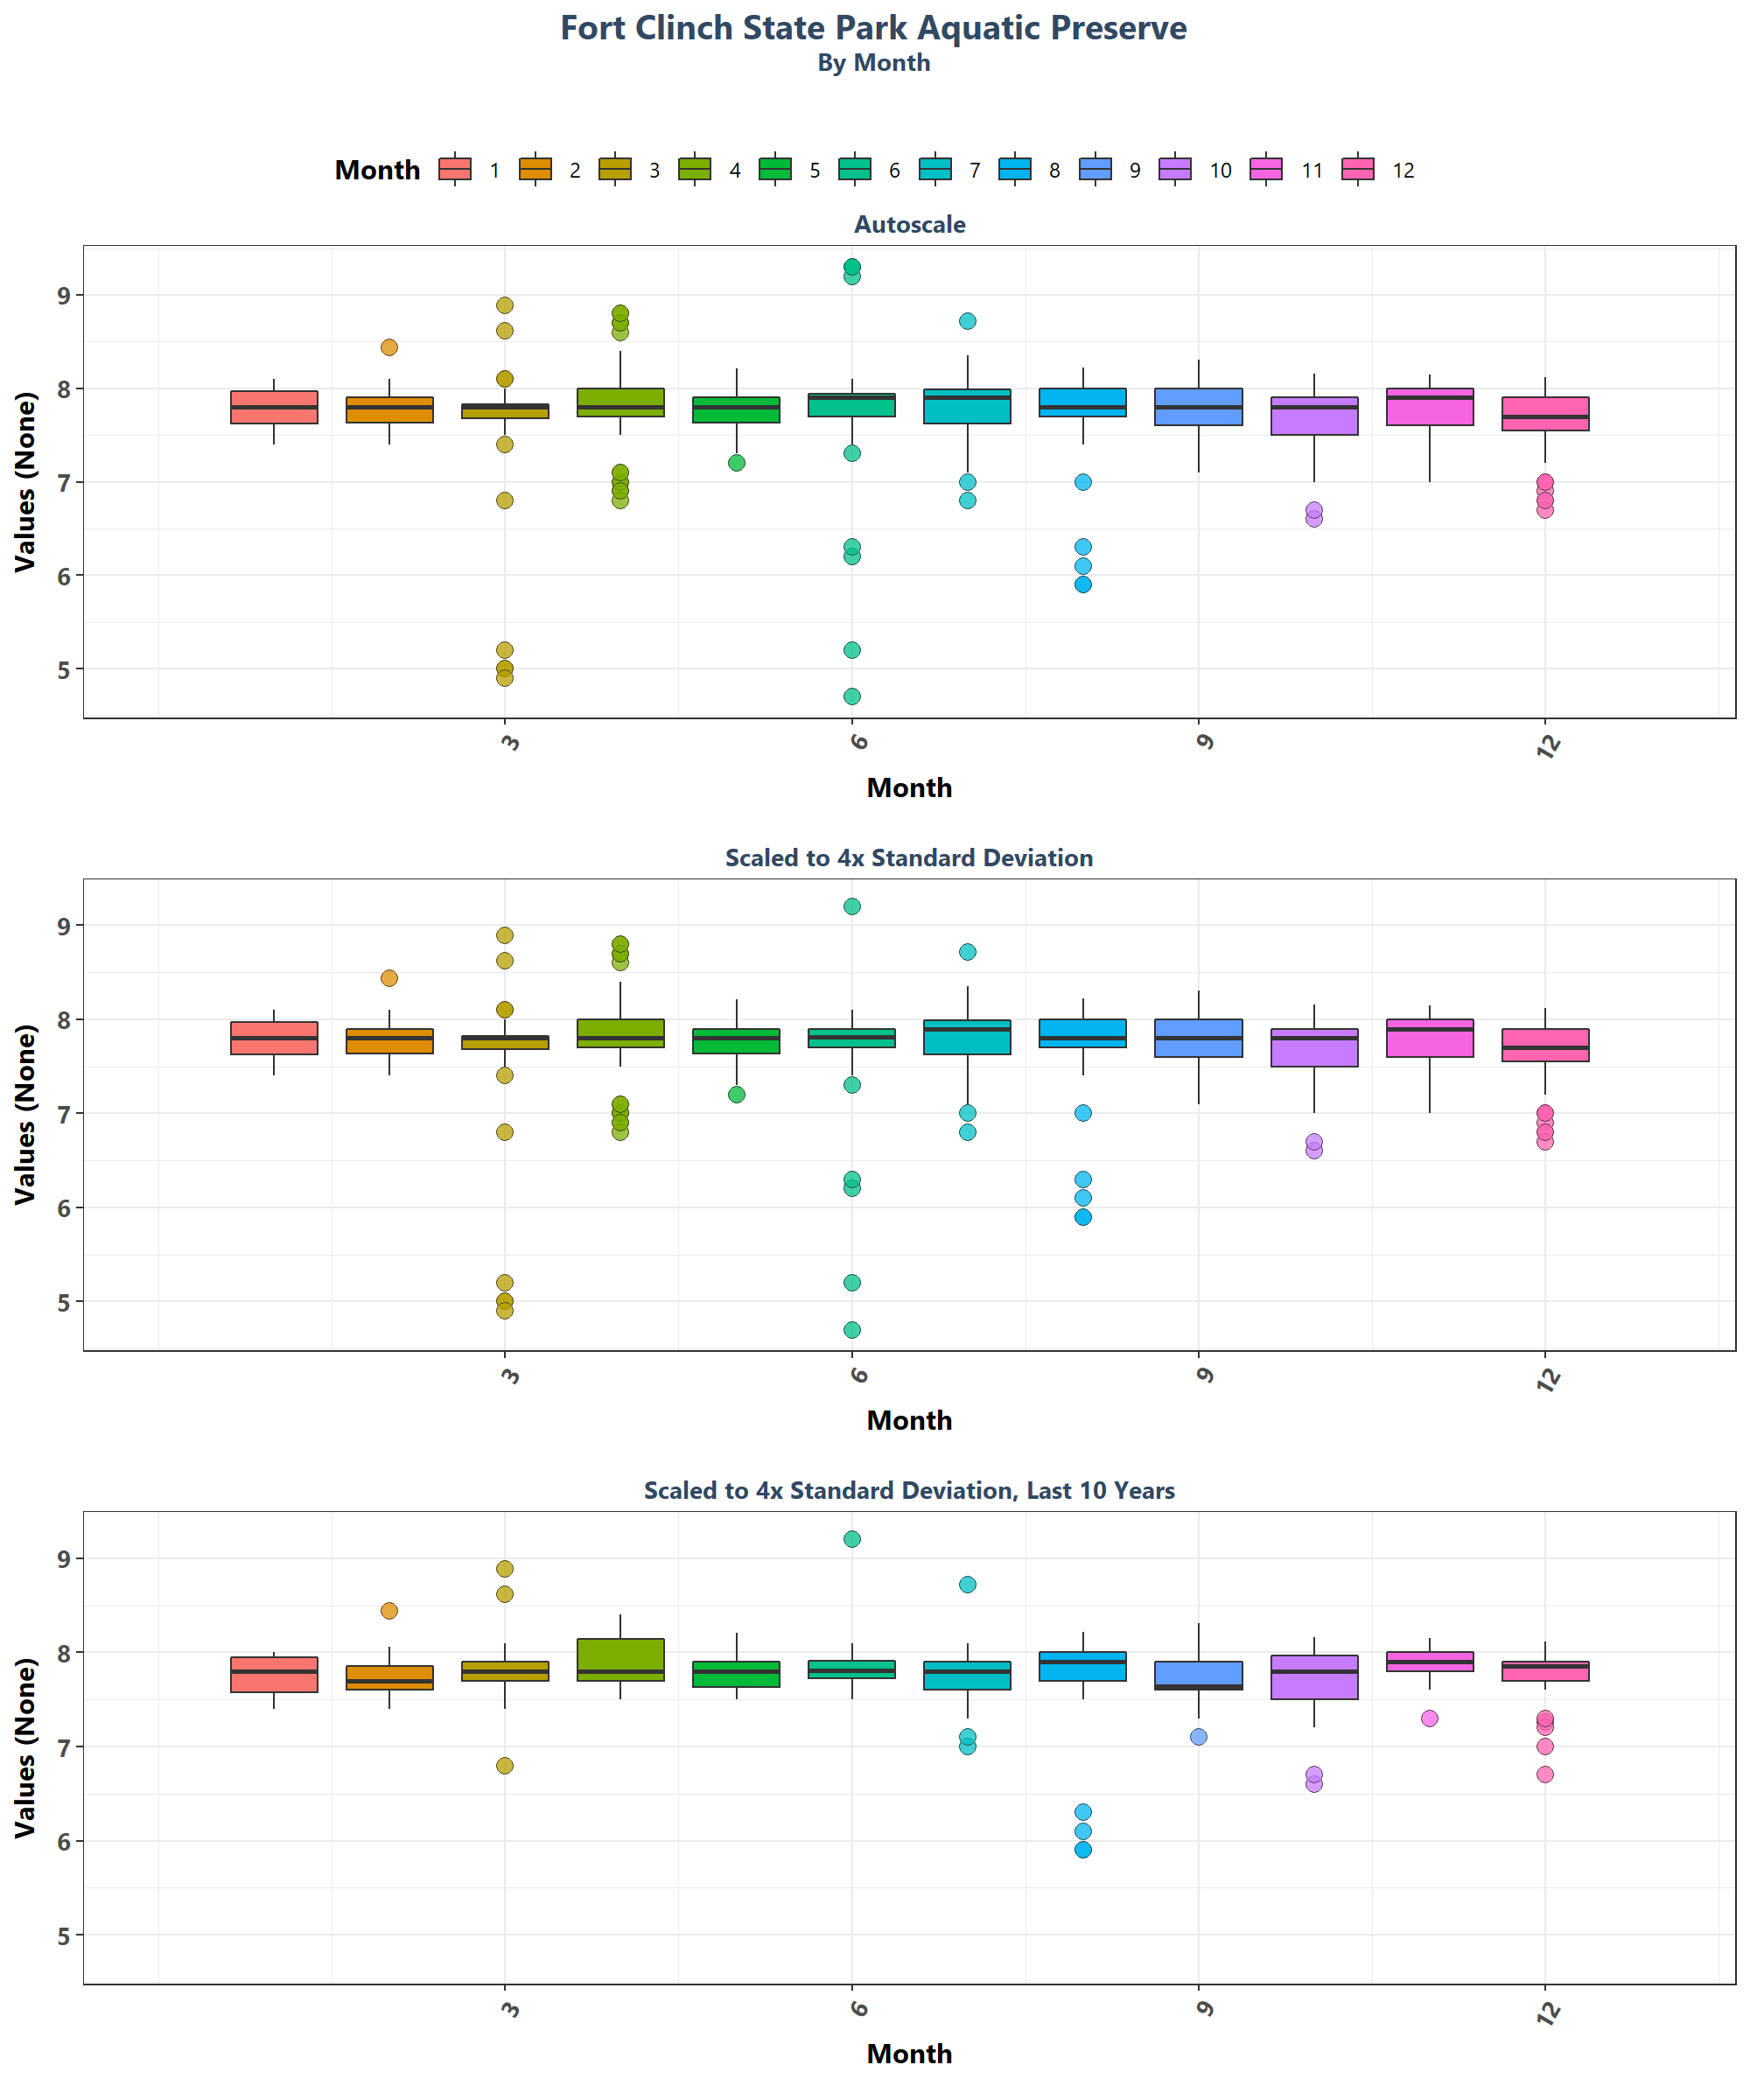 Fort Clinch State Park Aquatic Preserve
By Month
Month 1 2 3 4 5 6 7 8 9 10 11 12
Autoscale
Values (None)
9
8
7
6
5
3 6 9 12
Month
Scaled to 4x Standard Deviation
Values (None)
9
8
7
6
5
3 6 9 12
Month
Scaled to 4x Standard Deviation, Last 10 Years
Values (None)
9
8
7
6
5
3 6 9 12
Month